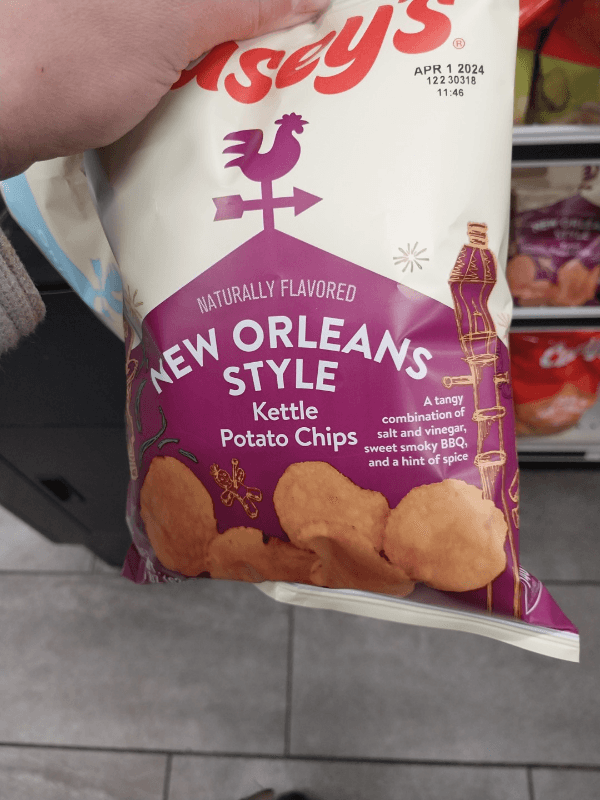 asey's®
APR 1 2024
122 30318
11:46
NATURALLY FLAVORED
NEW ORLEANS
STYLE
Kettle
Potato Chips
A tangy
combination of
salt and vinegar,
sweet smoky BBQ,
and a hint of spice